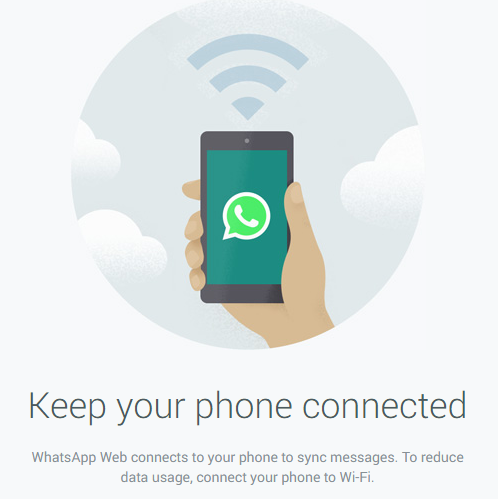 Keep your phone connected
WhatsApp Web connects to your phone to sync messages. To reduce
data usage, connect your phone to Wi-Fi.